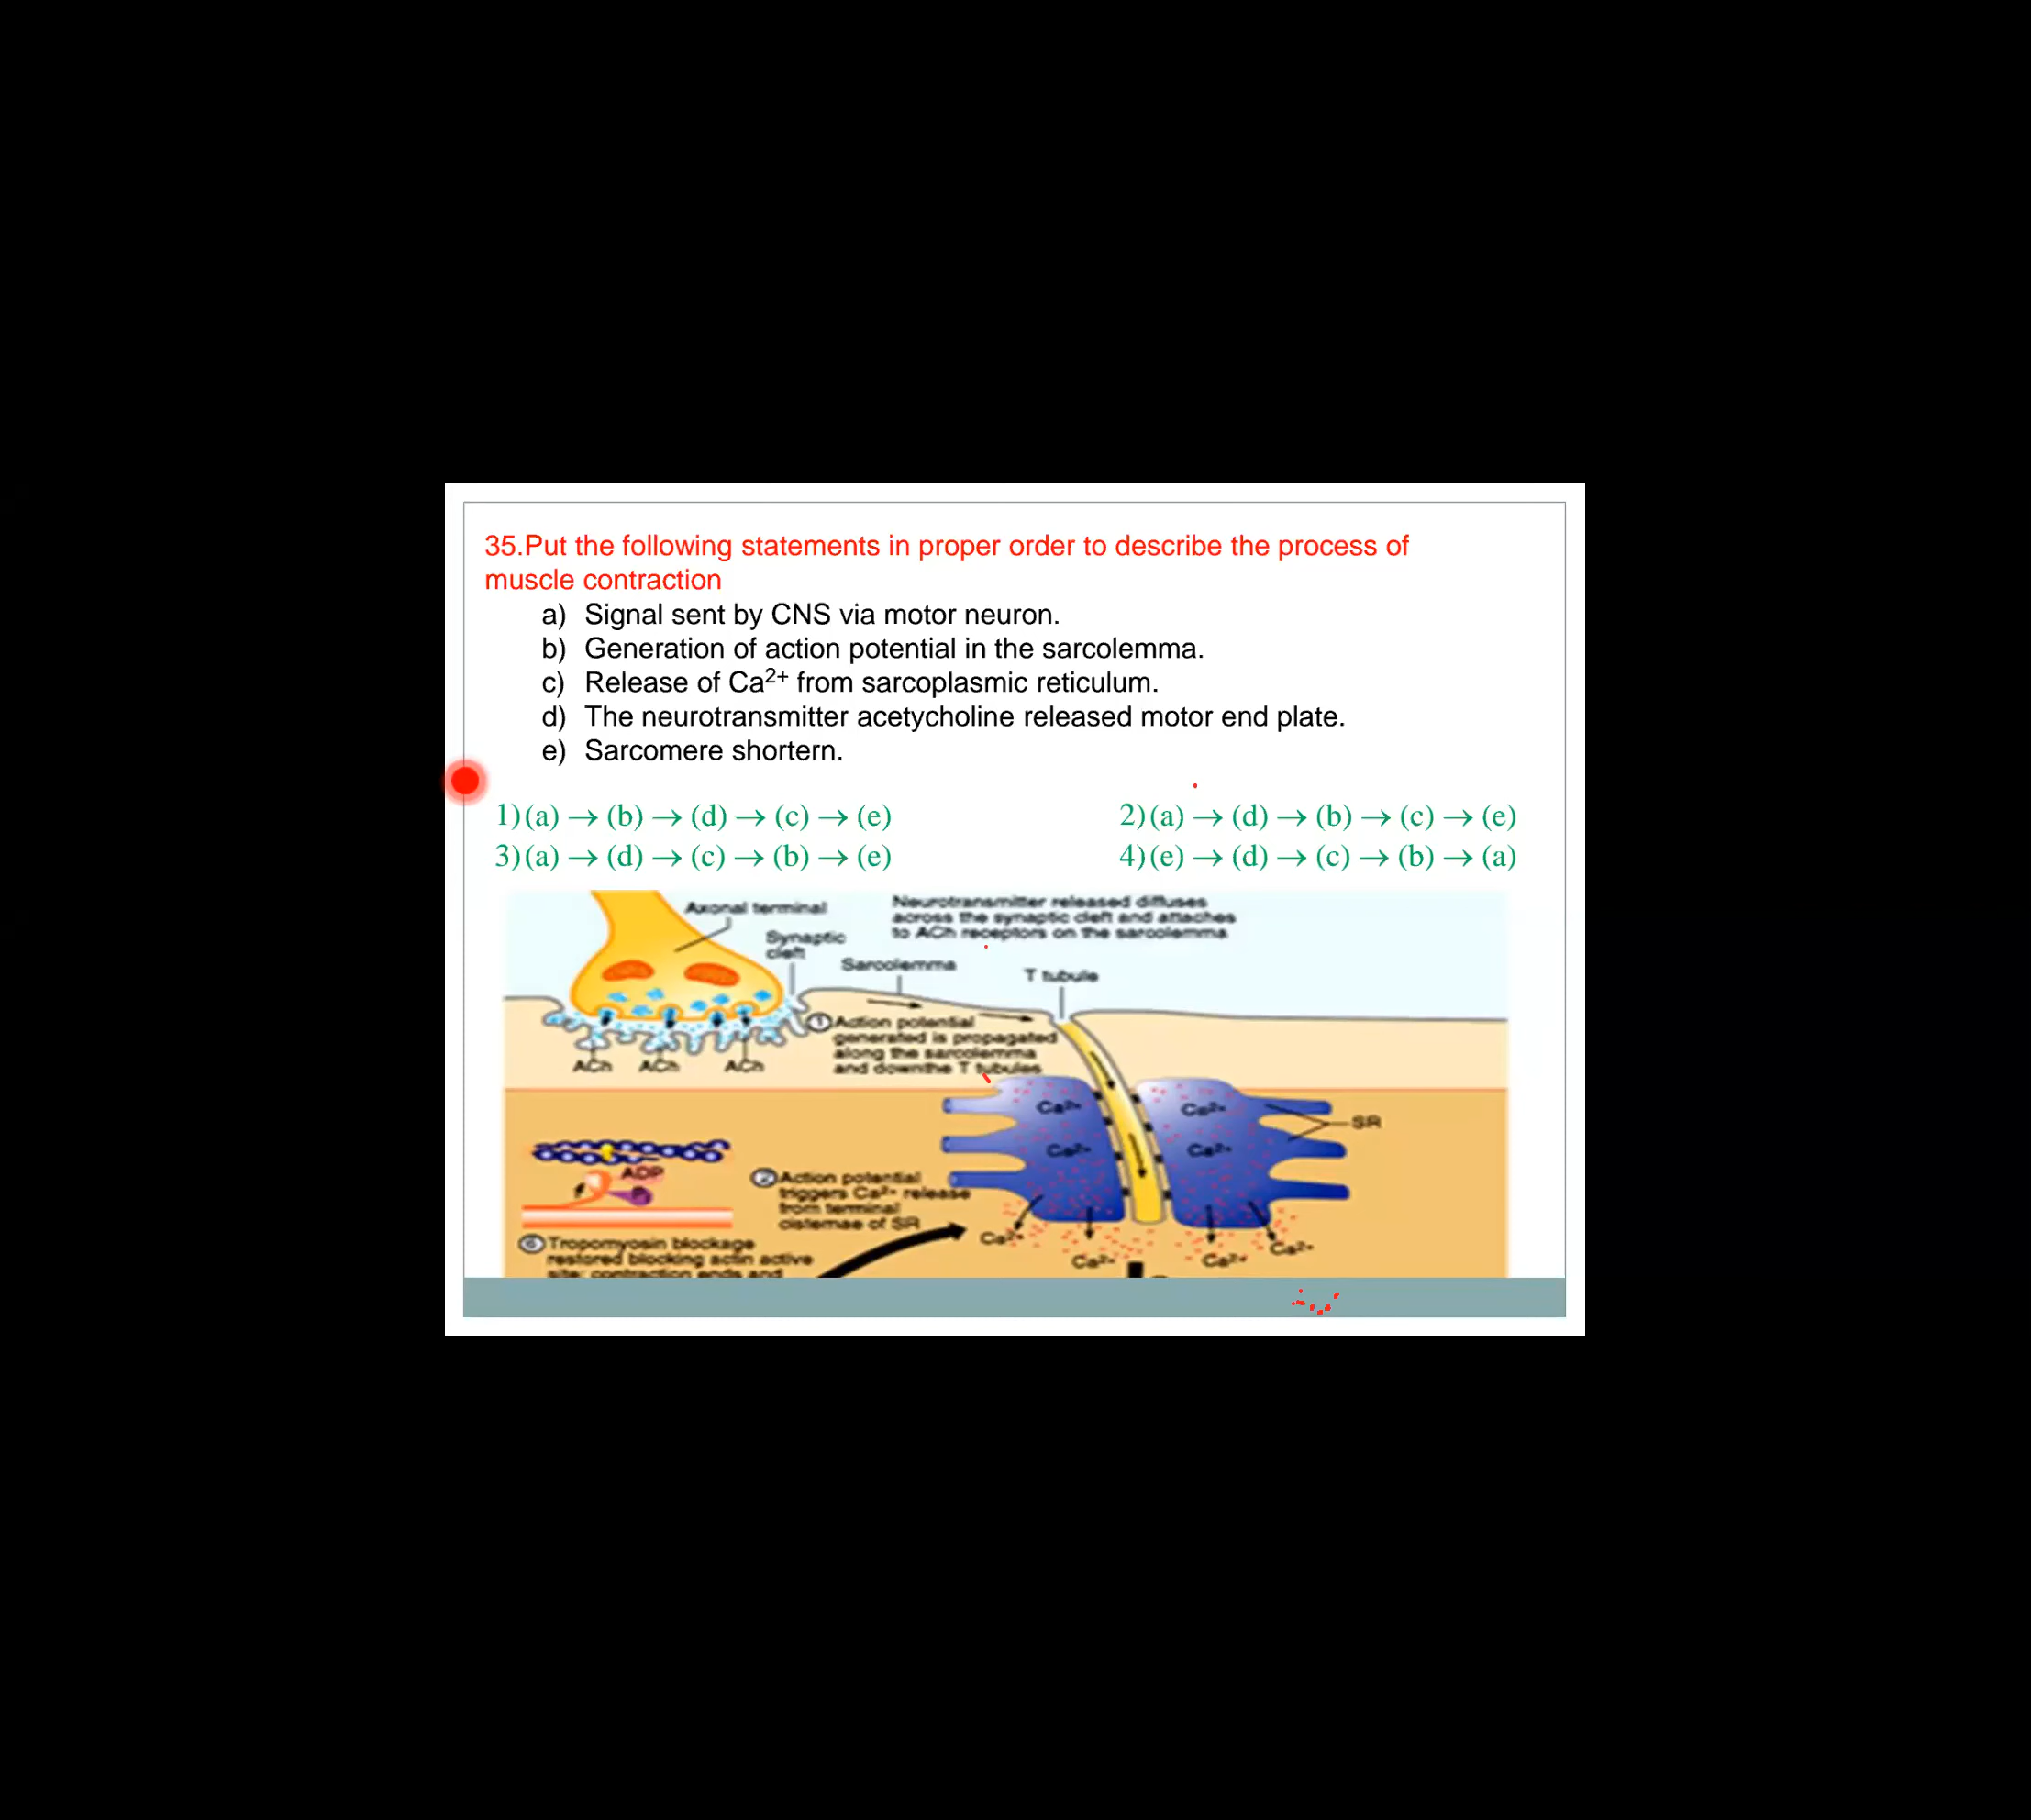 35.Put the following statements in proper order to describe the process of
muscle contraction
a) Signal sent by CNS via motor neuron.
b) Generation of action potential in the sarcolemma.
c) Release of Ca2+ from sarcoplasmic reticulum.
d) The neurotransmitter acetycholine released motor end plate.
e) Sarcomere shortern.
1)(a) → (b) → (d) → (c) → (e)
2)(a) → (d) → (b) → (c) → (e)
3)(a) → (d) → (c) → (b) → (e)
4)(e) → (d) → (c) → (b) → (a)
Axonal terminal
Neurotransmitter released diffuses
across the synaptic cleft and attaches
to ACh receptors on the sarcolemma
Synaptic
cleft
Sarcolemma
T tubule
1 Action potential
generated is propagated
along the sarcolemma
and downthe T tubules
ACh ACh ACh
Ca2+ Ca2+
SR
Ca2+ Ca2+
ADP
2 Action potential
triggers Ca2+ release
from terminal
cisternae of SR
Ca2+ Ca2+ Ca2+ Ca2+
Tropomyosin blockage
restored blocking actin active
site; contraction ends and